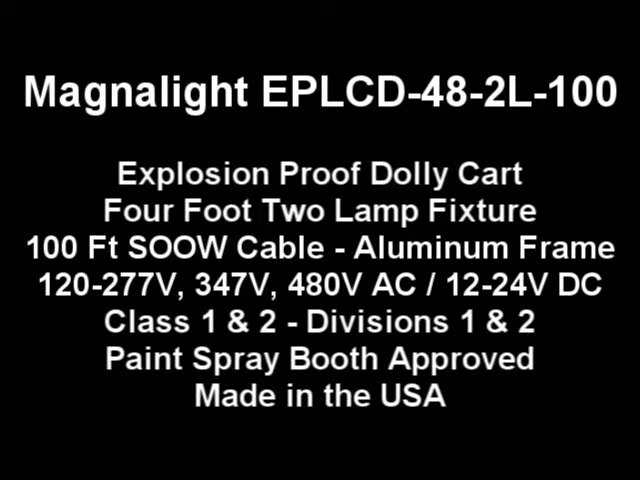 Magnalight EPLCD-48-2L-100
Explosion Proof Dolly Cart
Four Foot Two Lamp Fixture
100 Ft SOOW Cable - Aluminum Frame
120-277V, 347V, 480V AC / 12-24V DC
Class 1 & 2 - Divisions 1 & 2
Paint Spray Booth Approved
Made in the USA